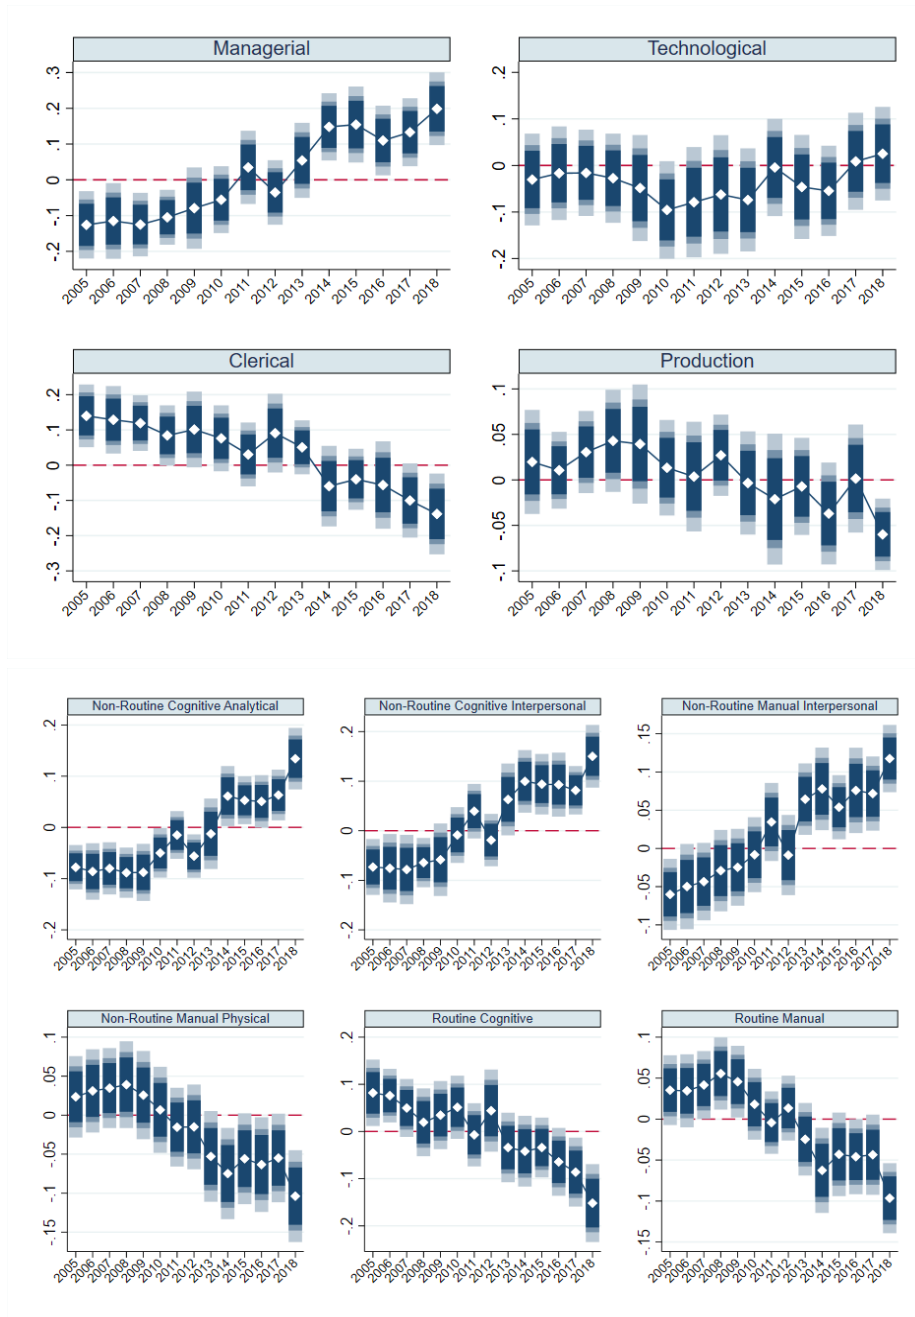 Managerial
Technological
.3
.2
.1
0
-.1
-.2
.2
.1
0
-.1
-.2
2005 2006 2007 2008 2009 2010 2011 2012 2013 2014 2015 2016 2017 2018
2005 2006 2007 2008 2009 2010 2011 2012 2013 2014 2015 2016 2017 2018
Clerical
Production
.2
.1
0
-.1
-.2
-.3
.1
.05
0
-.05
-.1
2005 2006 2007 2008 2009 2010 2011 2012 2013 2014 2015 2016 2017 2018
2005 2006 2007 2008 2009 2010 2011 2012 2013 2014 2015 2016 2017 2018
Non-Routine Cognitive Analytical
Non-Routine Cognitive Interpersonal
Non-Routine Manual Interpersonal
.2
.1
0
-.1
-.2
.2
.1
0
-.1
-.2
.15
.1
.05
0
-.05
-.1
2005 2006 2007 2008 2009 2010 2011 2012 2013 2014 2015 2016 2017 2018
2005 2006 2007 2008 2009 2010 2011 2012 2013 2014 2015 2016 2017 2018
2005 2006 2007 2008 2009 2010 2011 2012 2013 2014 2015 2016 2017 2018
Non-Routine Manual Physical
Routine Cognitive
Routine Manual
.1
.05
0
-.05
-.1
-.15
.2
.1
0
-.1
-.2
.1
.05
0
-.05
-.1
-.15
2005 2006 2007 2008 2009 2010 2011 2012 2013 2014 2015 2016 2017 2018
2005 2006 2007 2008 2009 2010 2011 2012 2013 2014 2015 2016 2017 2018
2005 2006 2007 2008 2009 2010 2011 2012 2013 2014 2015 2016 2017 2018